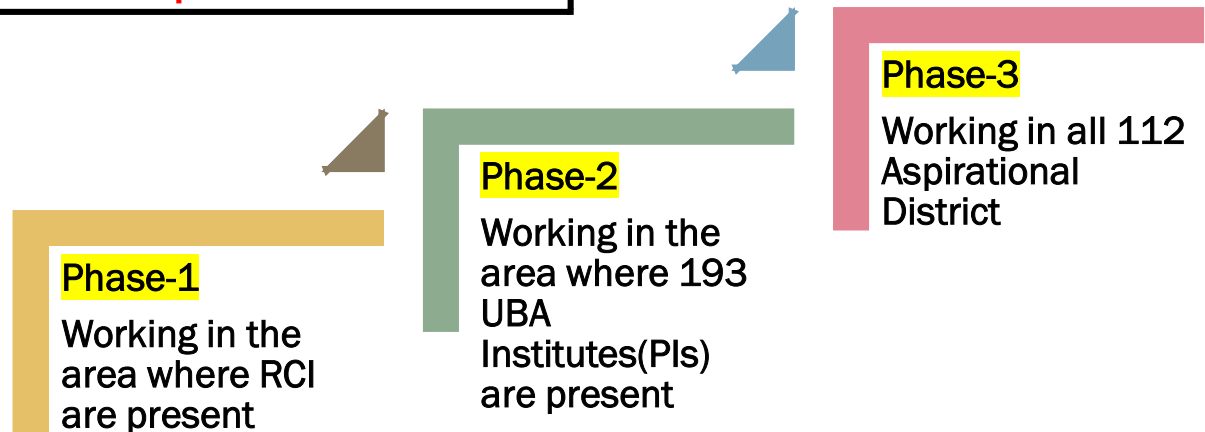 Phase-1
Working in the
area where RCI
are present
Phase-2
Working in the
area where 193
UBA
Institutes(PIs)
are present
Phase-3
Working in all 112
Aspirational
District